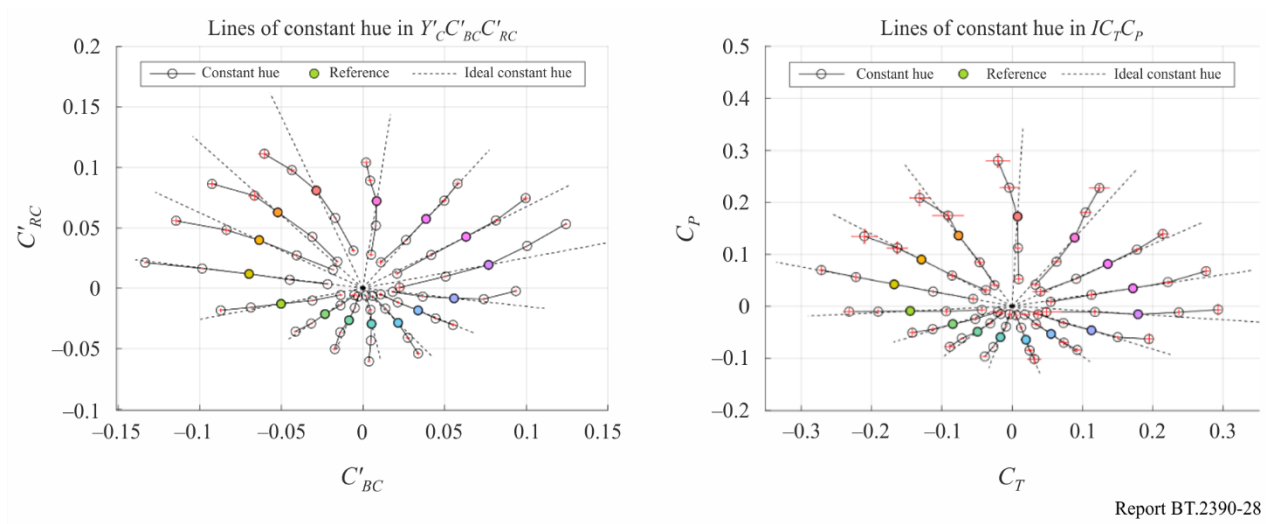 Lines of constant hue in Y′CC′BCC′RC
Constant hue Reference Ideal constant hue
C′RC
0.2
0.15
0.1
0.05
0
–0.05
–0.1
–0.15 –0.1 –0.05 0 0.05 0.1 0.15
C′BC
Lines of constant hue in ICTCP
Constant hue Reference Ideal constant hue
CP
0.5
0.4
0.3
0.2
0.1
0
–0.1
–0.2
–0.3 –0.2 –0.1 0 0.1 0.2 0.3
CT
Report BT.2390-28